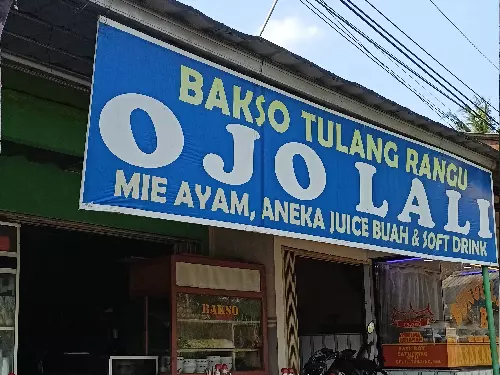 BAKSO TULANG RANGU
OJO LALI
MIE AYAM, ANEKA JUICE BUAH & SOFT DRINK
BAKSO